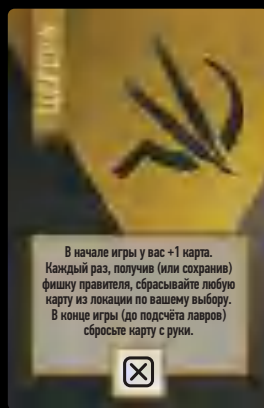 В начале игры у вас +1 карта.
Каждый раз, получив (или сохранив)
фишку правителя, сбрасывайте любую
карту из локации по вашему выбору.
В конце игры (до подсчёта лавров)
сбросьте карту с руки.